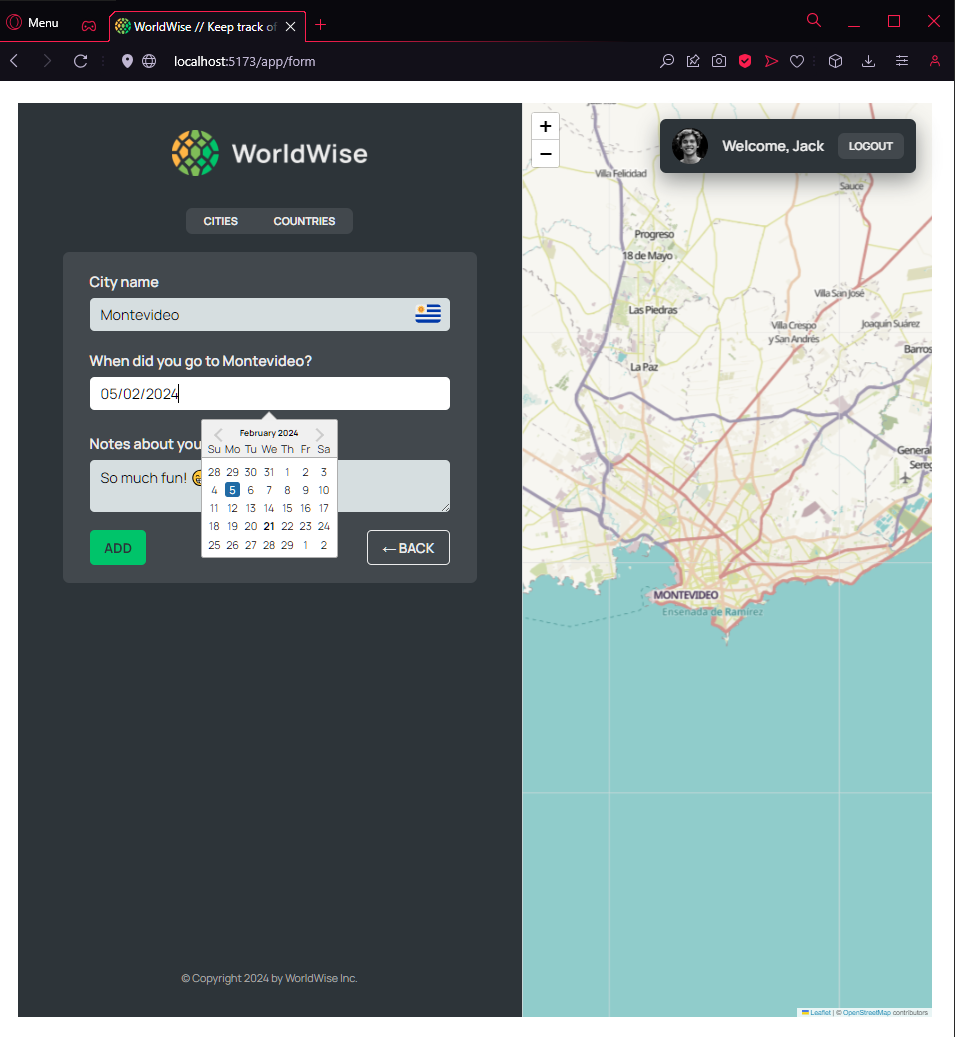 Menu
WorldWise // Keep track of
localhost:5173/app/form
WorldWise
CITIES COUNTRIES
City name
Montevideo
When did you go to Montevideo?
05/02/2024
February 2024
Su Mo Tu We Th Fr Sa
28 29 30 31 1 2 3
4 5 6 7 8 9 10
11 12 13 14 15 16 17
18 19 20 21 22 23 24
25 26 27 28 29 1 2
Notes about you
So much fun! 
ADD
← BACK
© Copyright 2024 by WorldWise Inc.
+
−
Welcome, Jack LOGOUT
Villa Felicidad
Sauce
Progreso
18 de Mayo
Villa San José
Las Piedras
Villa Crespo
y San Andrés
Joaquín Suárez
Barros
La Paz
General
Sereg
MONTEVIDEO
Ensenada de Ramírez
Leaflet | © OpenStreetMap contributors